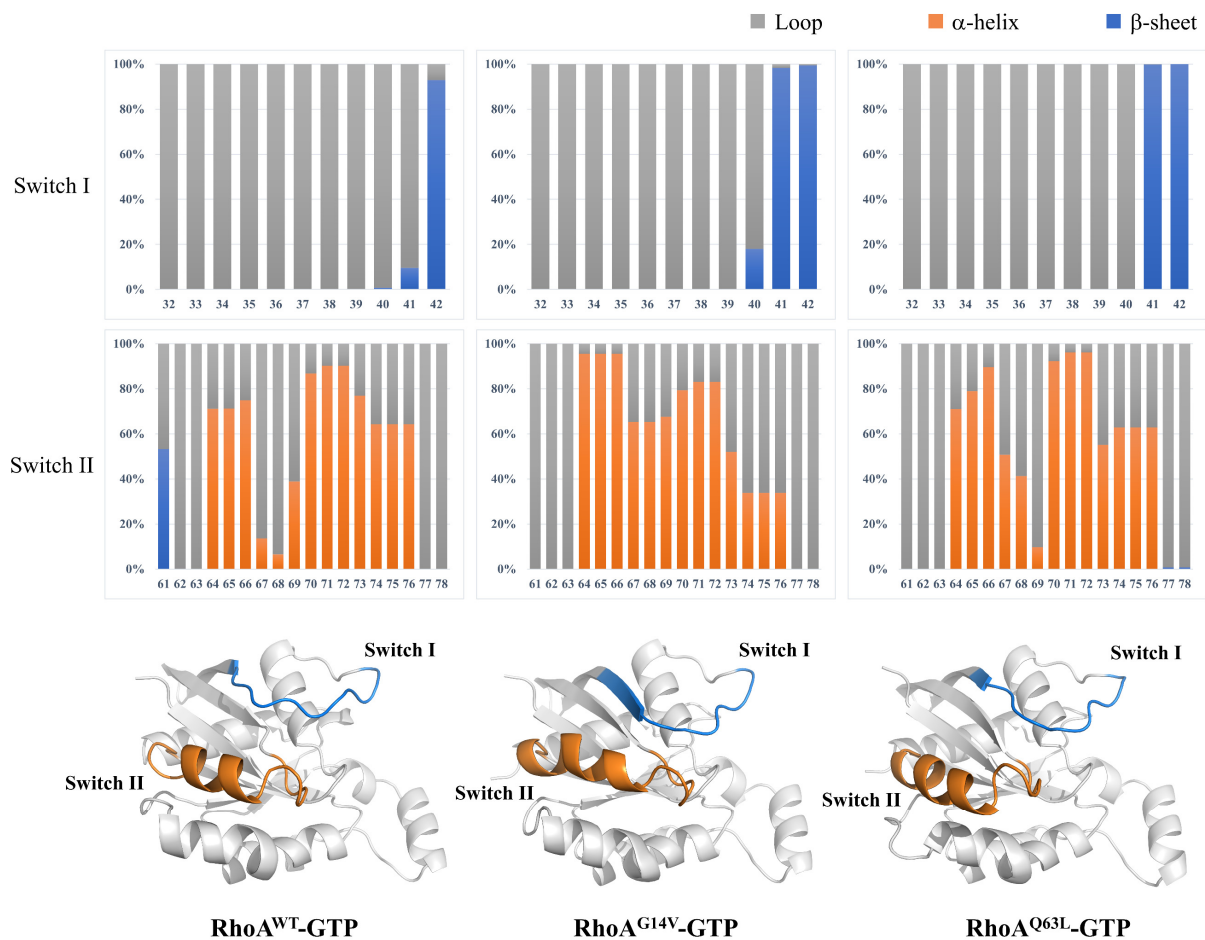 Loop α-helix β-sheet
100% 100% 100%
80% 80% 80%
60% 60% 60%
Switch I
40% 40% 40%
20% 20% 20%
0% 0% 0%
32 33 34 35 36 37 38 39 40 41 42 32 33 34 35 36 37 38 39 40 41 42 32 33 34 35 36 37 38 39 40 41 42
100% 100% 100%
80% 80% 80%
60% 60% 60%
Switch II
40% 40% 40%
20% 20% 20%
0% 0% 0%
61 62 63 64 65 66 67 68 69 70 71 72 73 74 75 76 77 78 61 62 63 64 65 66 67 68 69 70 71 72 73 74 75 76 77 78 61 62 63 64 65 66 67 68 69 70 71 72 73 74 75 76 77 78
Switch I Switch I Switch I
Switch II Switch II Switch II
RhoA^WT-GTP RhoA^G14V-GTP RhoA^Q63L-GTP